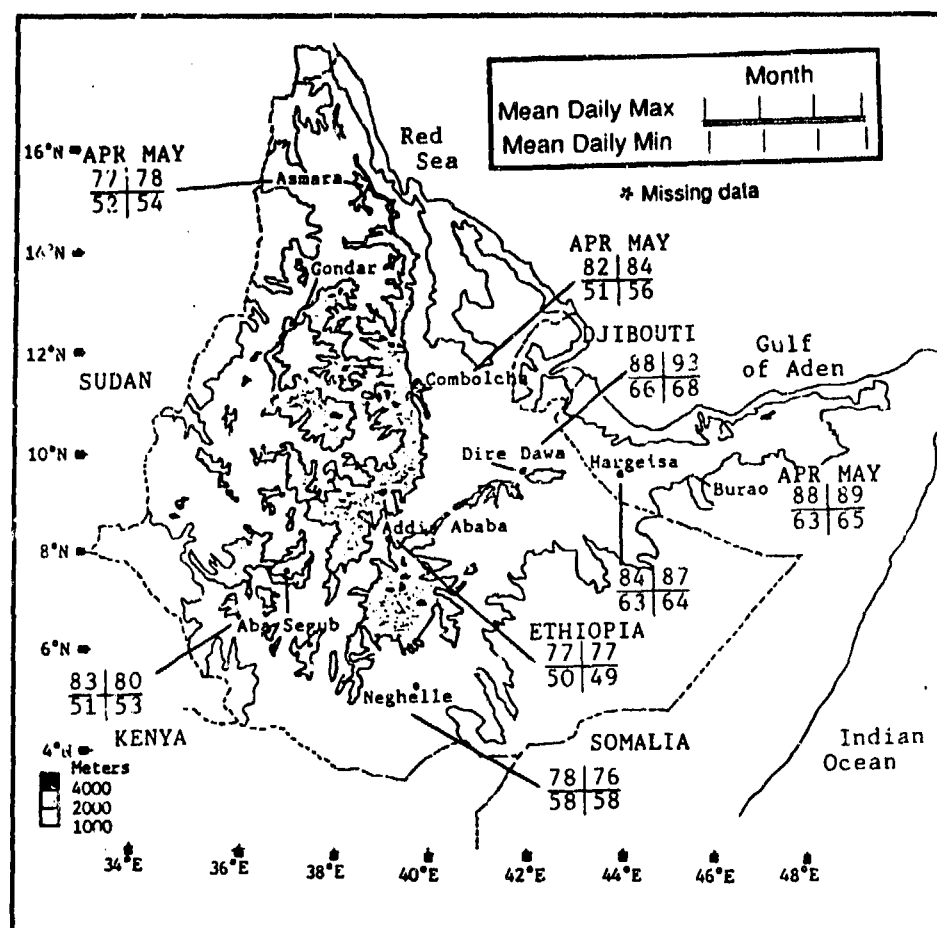 Month
Mean Daily Max
Mean Daily Min
* Missing data
Red
Sea
16°N
APR MAY
77 78
52 54
Asmara
14°N
Gondar
APR MAY
82 84
51 56
12°N
SUDAN
Combolcha
DJIBOUTI
88 93
66 68
Gulf
of Aden
10°N
Dire Dawa
Hargeisa
Burao
APR MAY
88 89
63 65
Addis Ababa
8°N
84 87
63 64
Aba Segub
ETHIOPIA
77 77
50 49
6°N
83 80
51 53
Neghelle
KENYA
SOMALIA
Indian
Ocean
4°N
78 76
58 58
Meters
4000
2000
1000
34°E 36°E 38°E 40°E 42°E 44°E 46°E 48°E